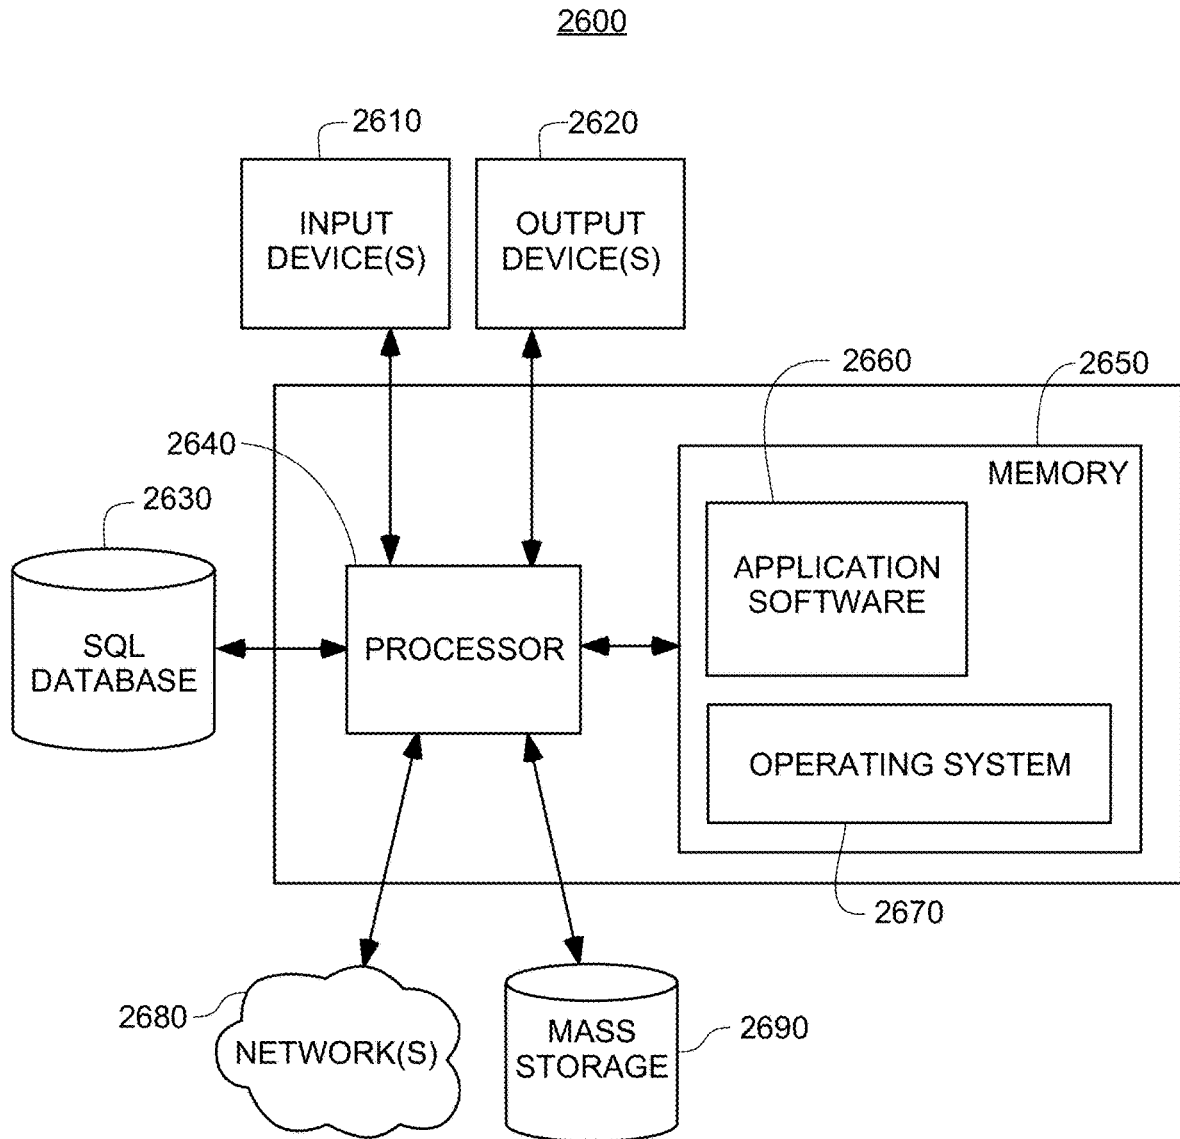 2600
2610
2620
INPUT
DEVICE(S)
OUTPUT
DEVICE(S)
2660
2650
2640
MEMORY
2630
APPLICATION
SOFTWARE
SQL
DATABASE
PROCESSOR
OPERATING SYSTEM
2670
2680
NETWORK(S)
MASS
STORAGE
2690